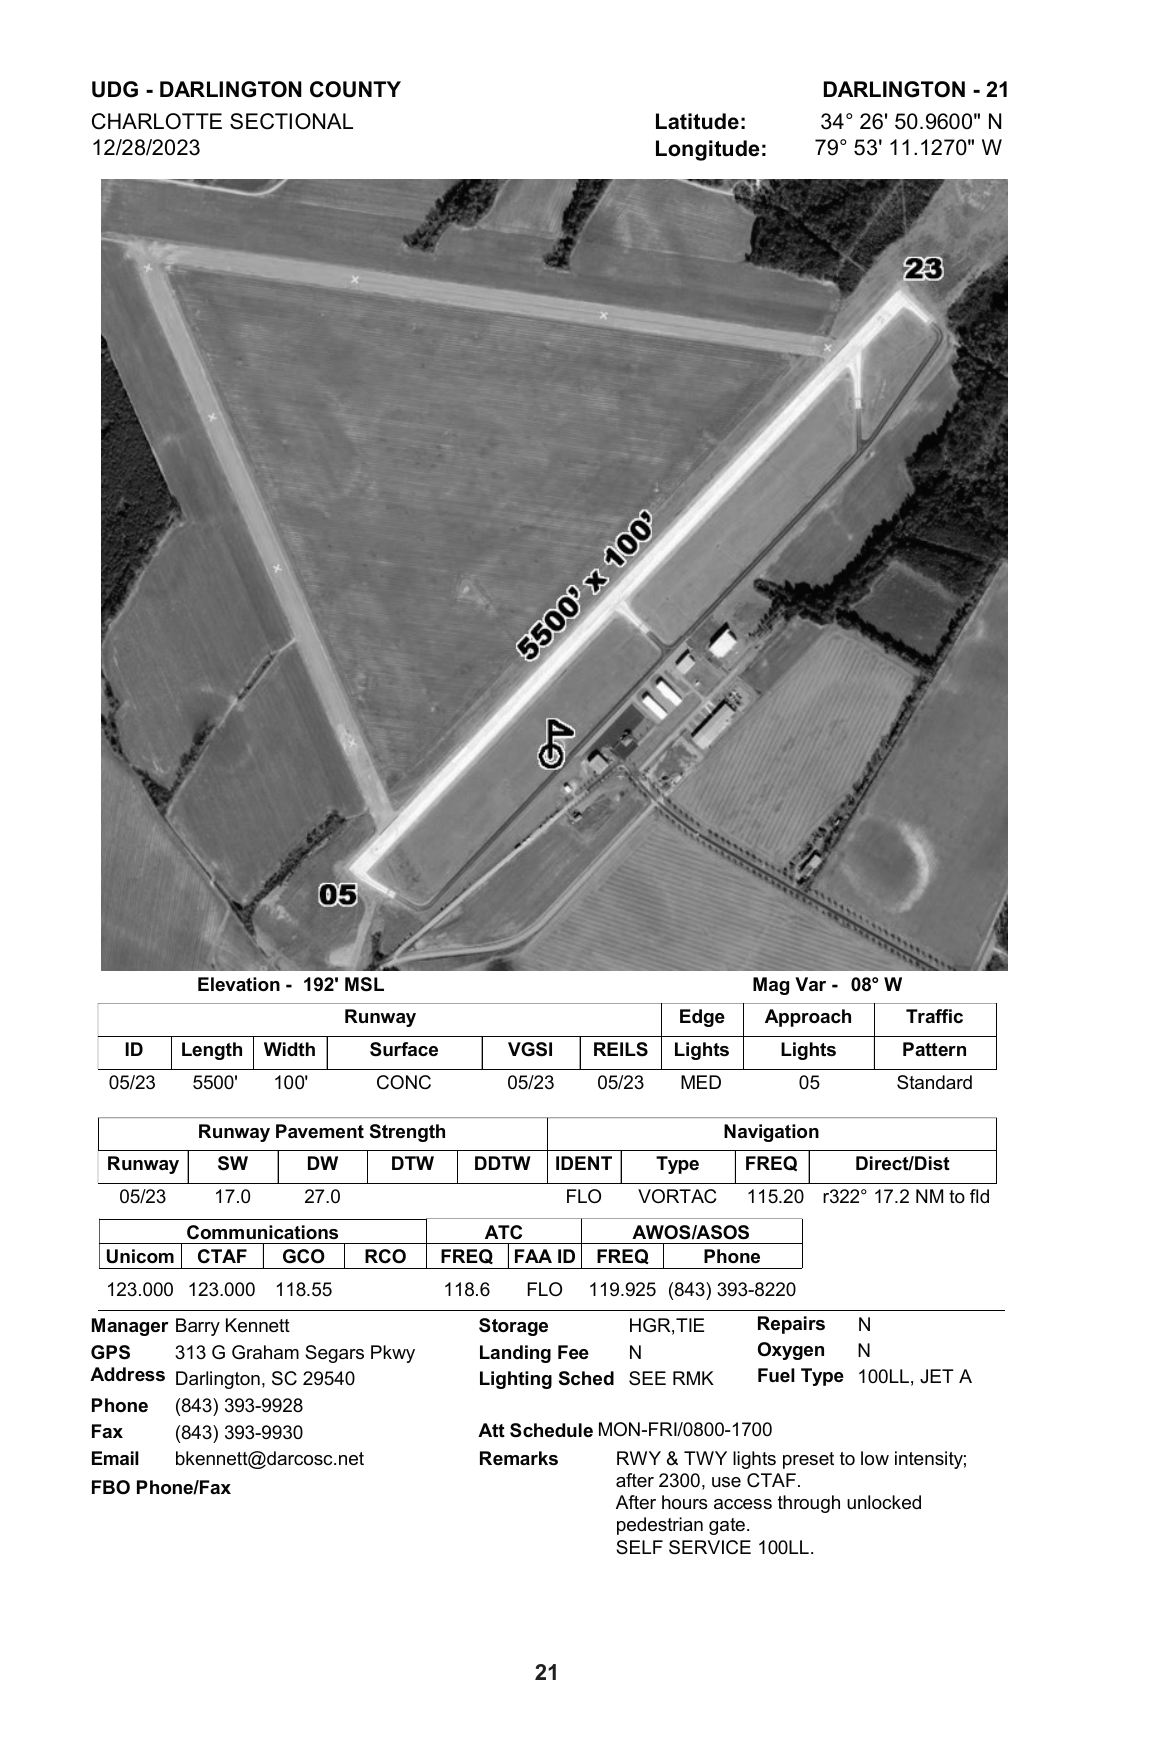 UDG - DARLINGTON COUNTY DARLINGTON - 21
CHARLOTTE SECTIONAL Latitude: 34° 26' 50.9600" N
12/28/2023 Longitude: 79° 53' 11.1270" W
23
5500' x 100'
05
Elevation - 192' MSL Mag Var - 08° W
Runway Edge Approach Traffic
ID Length Width Surface VGSI REILS Lights Lights Pattern
05/23 5500' 100' CONC 05/23 05/23 MED 05 Standard
Runway Pavement Strength Navigation
Runway SW DW DTW DDTW IDENT Type FREQ Direct/Dist
05/23 17.0 27.0 FLO VORTAC 115.20 r322° 17.2 NM to fld
Communications ATC AWOS/ASOS
Unicom CTAF GCO RCO FREQ FAA ID FREQ Phone
123.000 123.000 118.55 118.6 FLO 119.925 (843) 393-8220
Manager Barry Kennett Storage HGR,TIE Repairs N
GPS 313 G Graham Segars Pkwy Landing Fee N Oxygen N
Address Darlington, SC 29540 Lighting Sched SEE RMK Fuel Type 100LL, JET A
Phone (843) 393-9928
Fax (843) 393-9930 Att Schedule MON-FRI/0800-1700
Email bkennett@darcosc.net Remarks RWY & TWY lights preset to low intensity;
after 2300, use CTAF.
FBO Phone/Fax
After hours access through unlocked
pedestrian gate.
SELF SERVICE 100LL.
21